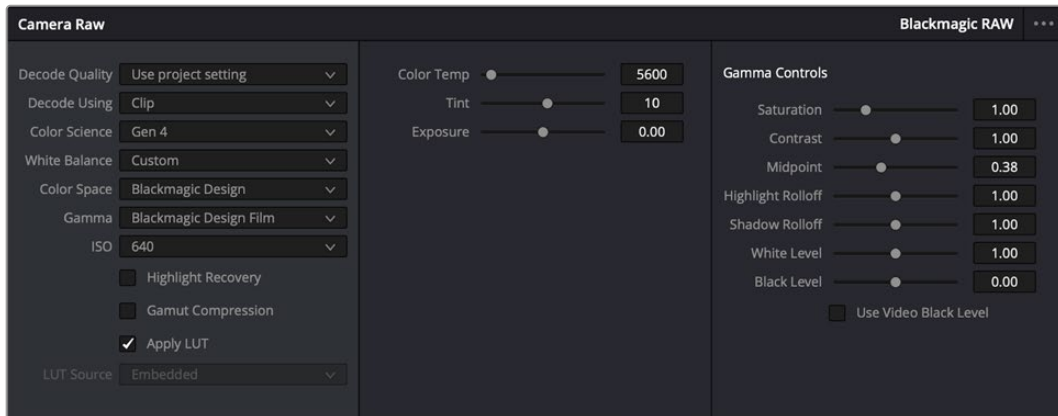 Camera Raw
Blackmagic RAW
Decode Quality Use project setting
Decode Using Clip
Color Science Gen 4
White Balance Custom
Color Space Blackmagic Design
Gamma Blackmagic Design Film
ISO 640
Highlight Recovery
Gamut Compression
Apply LUT
LUT Source Embedded
Color Temp 5600
Tint 10
Exposure 0.00
Gamma Controls
Saturation 1.00
Contrast 1.00
Midpoint 0.38
Highlight Rolloff 1.00
Shadow Rolloff 1.00
White Level 1.00
Black Level 0.00
Use Video Black Level